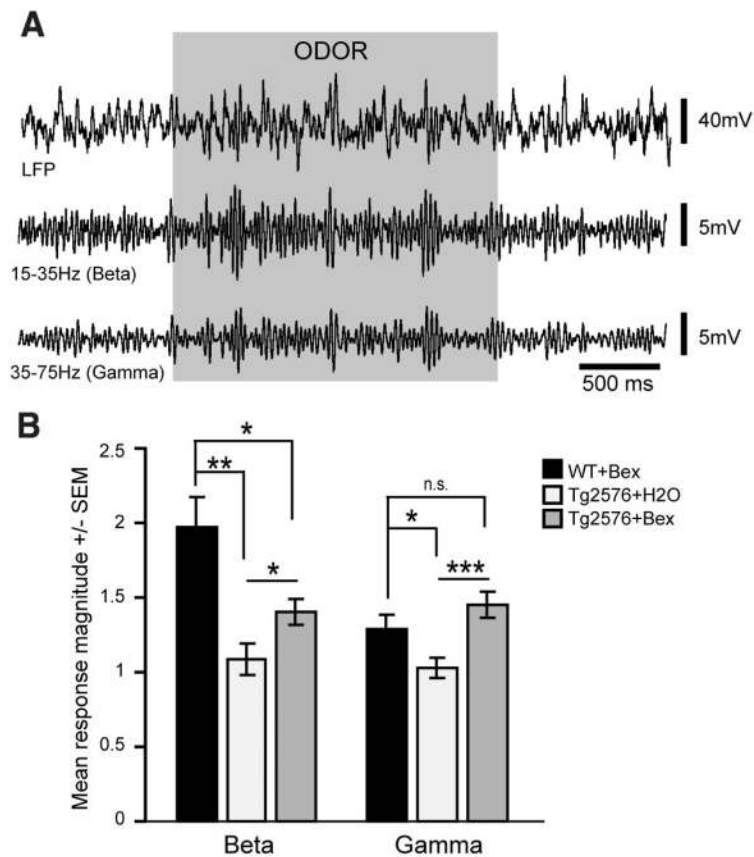 A
ODOR
40mV
LFP
5mV
15-35Hz (Beta)
5mV
35-75Hz (Gamma)
500 ms
B
Mean response magnitude +/- SEM
2.5
2
1.5
1
0.5
0
*
**
*
n.s.
*
***
WT+Bex
Tg2576+H2O
Tg2576+Bex
Beta
Gamma